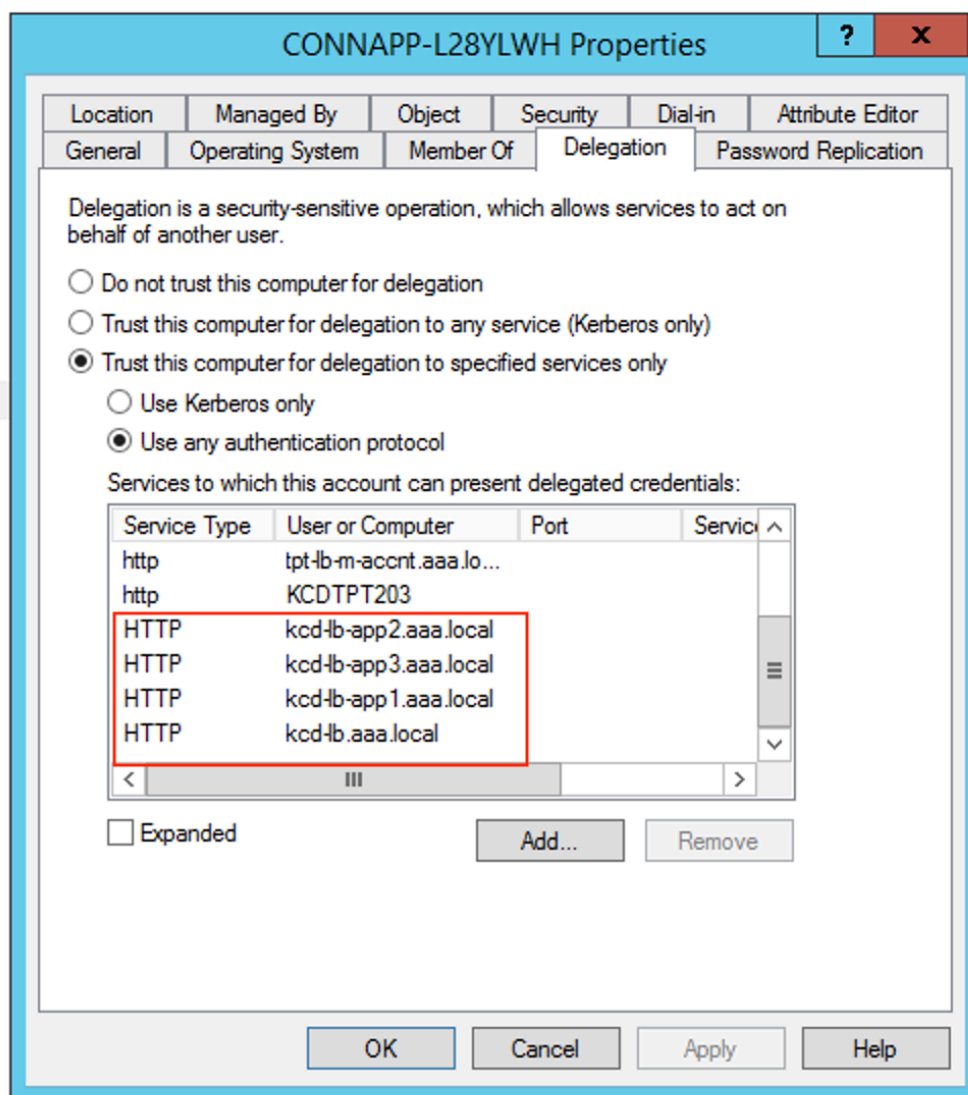 CONNAPP-L28YLWH Properties
? x
Location Managed By Object Security Dial-in Attribute Editor
General Operating System Member Of Delegation Password Replication
Delegation is a security-sensitive operation, which allows services to act on
behalf of another user.
Do not trust this computer for delegation
Trust this computer for delegation to any service (Kerberos only)
Trust this computer for delegation to specified services only
Use Kerberos only
Use any authentication protocol
Services to which this account can present delegated credentials:
Service Type User or Computer Port Servic
http tpt-lb-m-accnt.aaa.lo...
http KCDTPT203
HTTP kcd-lb-app2.aaa.local
HTTP kcd-lb-app3.aaa.local
HTTP kcd-lb-app1.aaa.local
HTTP kcd-lb.aaa.local
Expanded Add... Remove
OK Cancel Apply Help